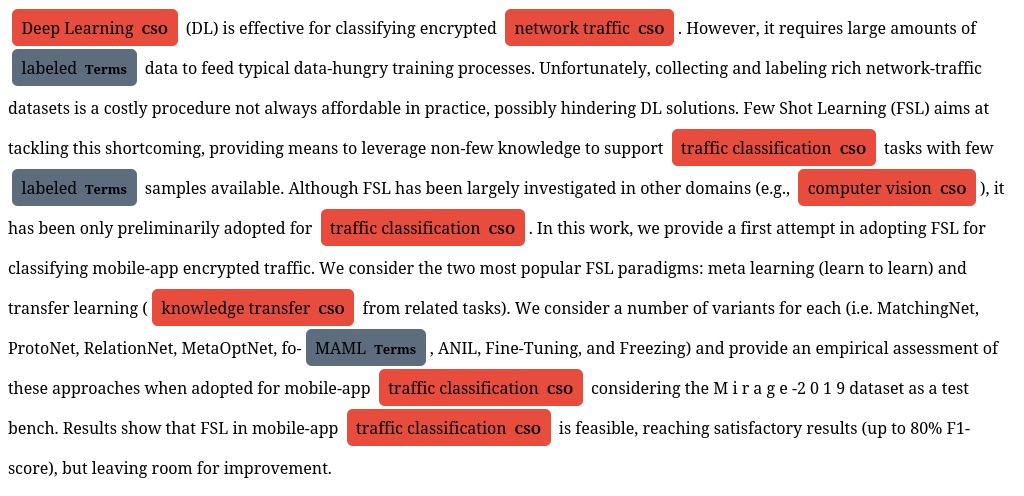 Deep Learning CSO (DL) is effective for classifying encrypted network traffic CSO . However, it requires large amounts of
labeled Terms data to feed typical data-hungry training processes. Unfortunately, collecting and labeling rich network-traffic
datasets is a costly procedure not always affordable in practice, possibly hindering DL solutions. Few Shot Learning (FSL) aims at
tackling this shortcoming, providing means to leverage non-few knowledge to support traffic classification CSO tasks with few
labeled Terms samples available. Although FSL has been largely investigated in other domains (e.g., computer vision CSO ), it
has been only preliminarily adopted for traffic classification CSO . In this work, we provide a first attempt in adopting FSL for
classifying mobile-app encrypted traffic. We consider the two most popular FSL paradigms: meta learning (learn to learn) and
transfer learning ( knowledge transfer CSO from related tasks). We consider a number of variants for each (i.e. MatchingNet,
ProtoNet, RelationNet, MetaOptNet, fo- MAML Terms , ANIL, Fine-Tuning, and Freezing) and provide an empirical assessment of
these approaches when adopted for mobile-app traffic classification CSO considering the M i r a g e -2 0 1 9 dataset as a test
bench. Results show that FSL in mobile-app traffic classification CSO is feasible, reaching satisfactory results (up to 80% F1-
score), but leaving room for improvement.